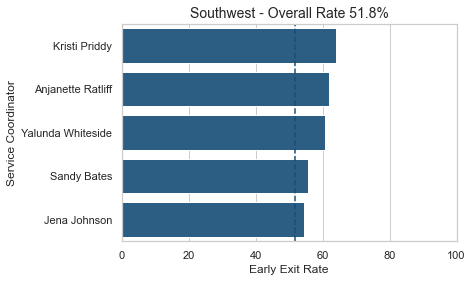 Southwest - Overall Rate 51.8%
Service Coordinator
Kristi Priddy
Anjanette Ratliff
Yalunda Whiteside
Sandy Bates
Jena Johnson
0 20 40 60 80 100
Early Exit Rate